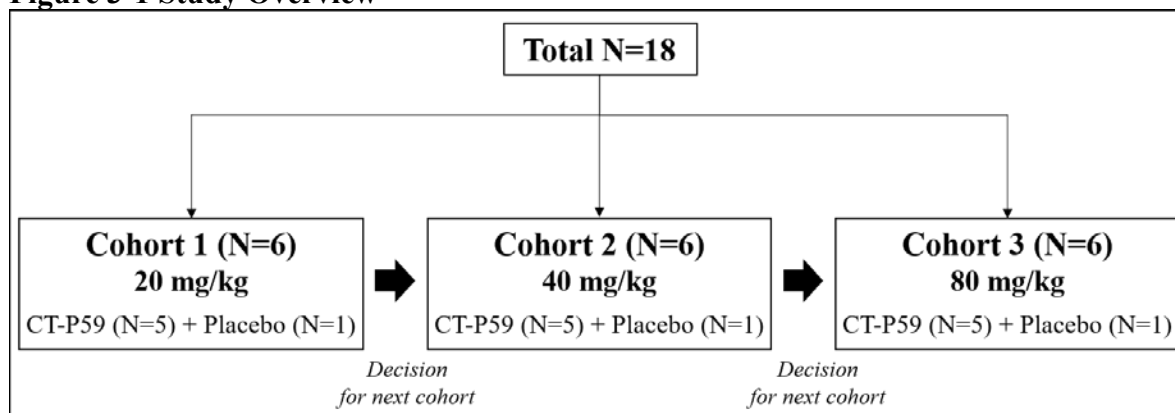 Figure Study Overview
Total N=18
Cohort 1 (N=6)
20 mg/kg
CT-P59 (N=5) + Placebo (N=1)
Decision
for next cohort
Cohort 2 (N=6)
40 mg/kg
CT-P59 (N=5) + Placebo (N=1)
Decision
for next cohort
Cohort 3 (N=6)
80 mg/kg
CT-P59 (N=5) + Placebo (N=1)